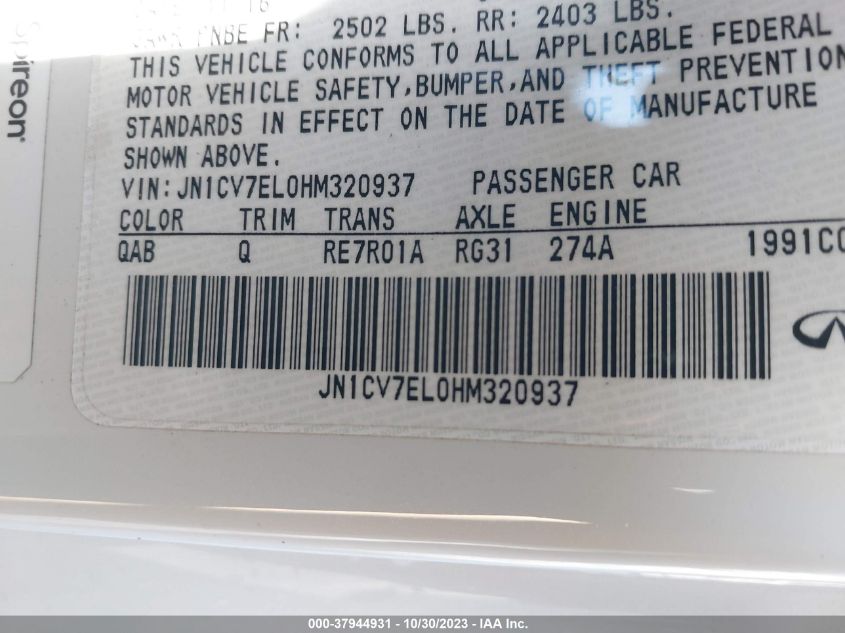 FR: 2502 LBS. RR: 2403 LBS.
THIS VEHICLE CONFORMS TO ALL APPLICABLE FEDERAL
MOTOR VEHICLE SAFETY,BUMPER,AND THEFT PREVENTION
STANDARDS IN EFFECT ON THE DATE OF MANUFACTURE
SHOWN ABOVE.
VIN:JN1CV7EL0HM320937 PASSENGER CAR
COLOR TRIM TRANS AXLE ENGINE
QAB Q RE7R01A RG31 274A 1991CC
JN1CV7EL0HM320937
Spireon
000-37944931 - 10/30/2023 - IAA Inc.